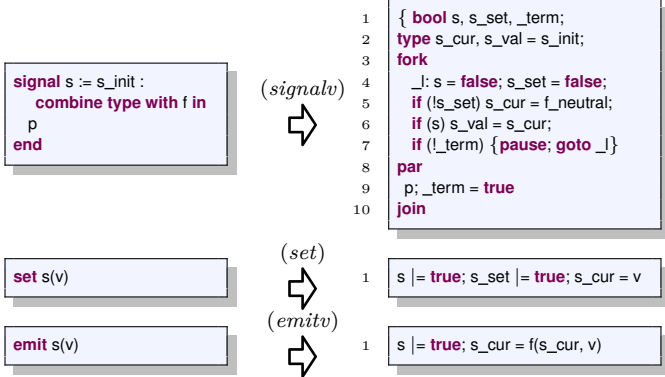 signal s := s_init :
combine type with f in
p
end
(signalv)
1 { bool s, s_set, _term;
2 type s_cur, s_val = s_init;
3 fork
4 _l: s = false; s_set = false;
5 if (!s_set) s_cur = f_neutral;
6 if (s) s_val = s_cur;
7 if (!_term) {pause; goto _l}
8 par
9 p; _term = true
10 join
set s(v)
(set)
1 s |= true; s_set |= true; s_cur = v
emit s(v)
(emitv)
1 s |= true; s_cur = f(s_cur, v)